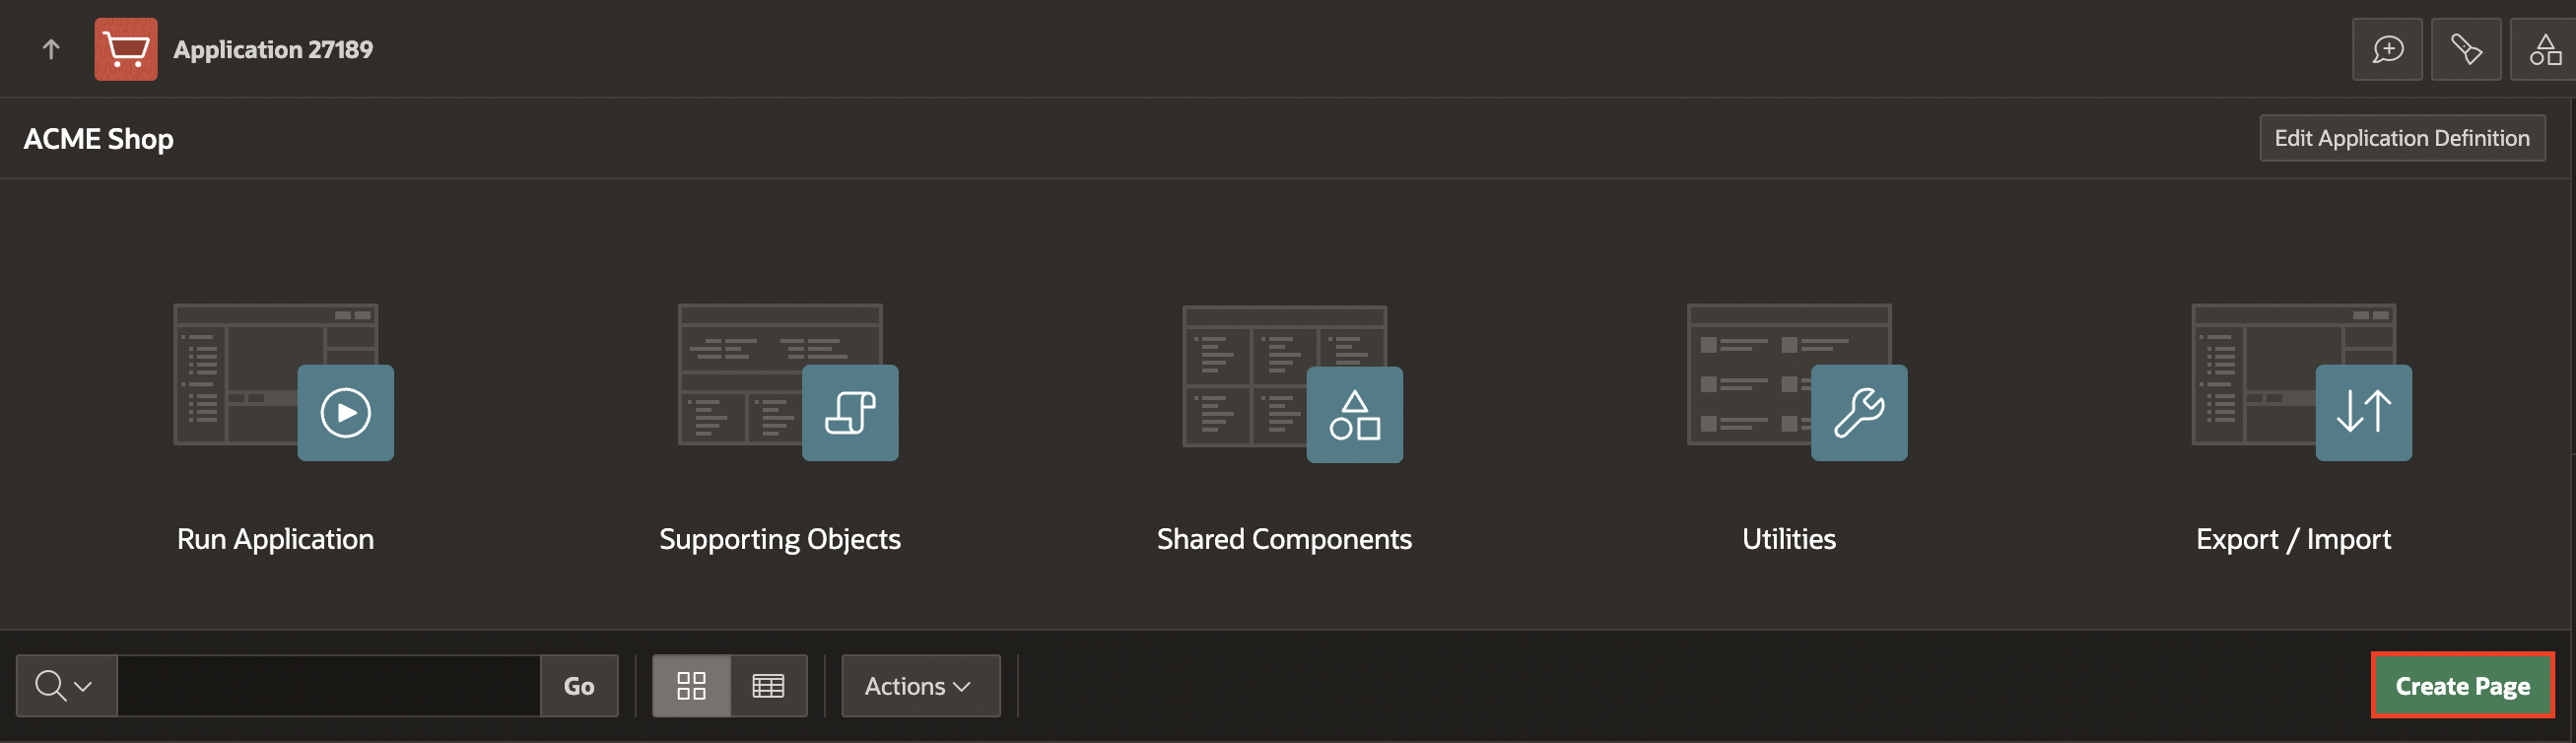 Application 27189
ACME Shop
Edit Application Definition
Run Application
Supporting Objects
Shared Components
Utilities
Export / Import
Go
Actions
Create Page